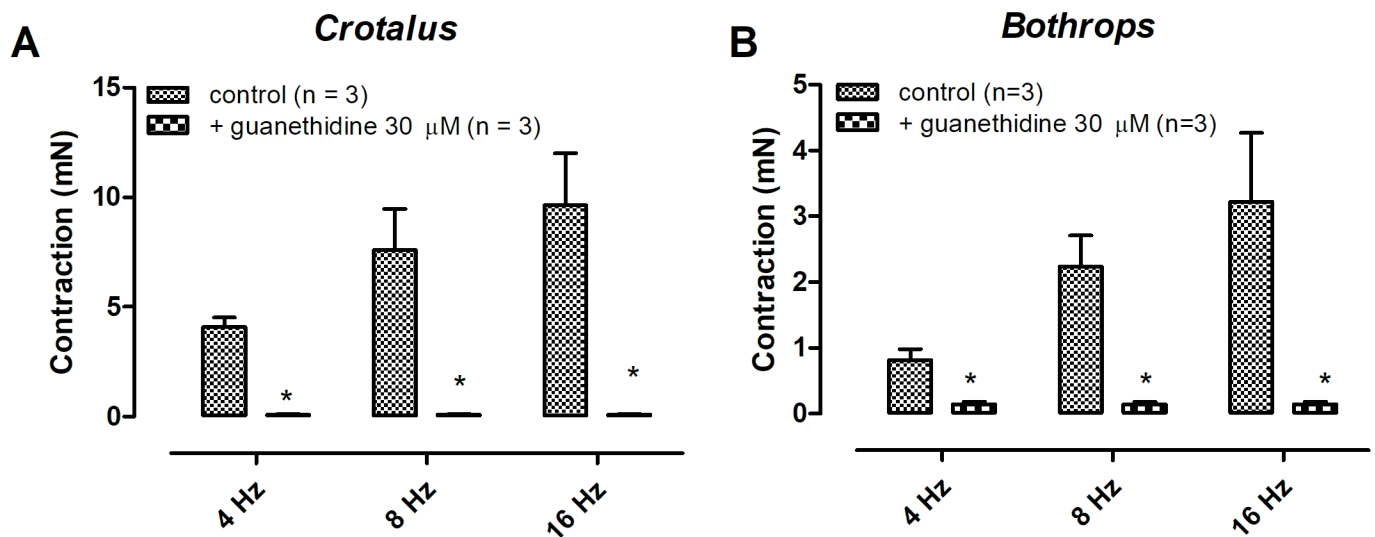 A
Crotalus
15
10
5
0
Contraction (mN)
control (n = 3)
+ guanethidine 30 μM (n = 3)
*
*
*
4 Hz
8 Hz
16 Hz
B
Bothrops
5
4
3
2
1
0
Contraction (mN)
control (n=3)
+ guanethidine 30 μM (n=3)
*
*
*
4 Hz
8 Hz
16 Hz